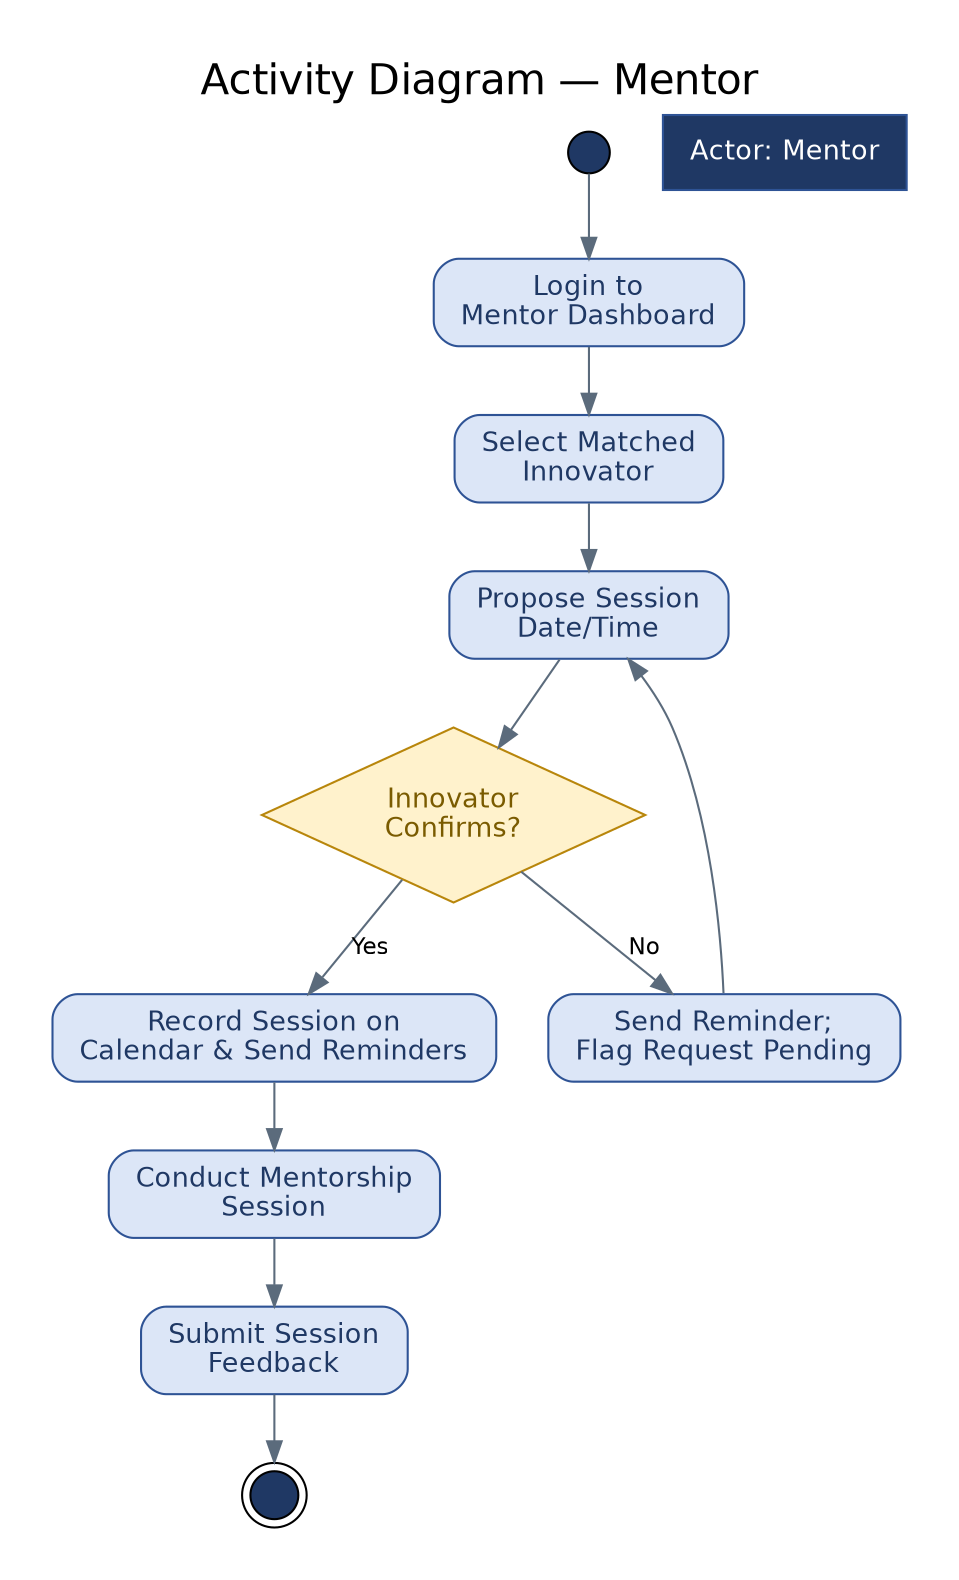 Activity Diagram — Mentor
Actor: Mentor
Login to
Mentor Dashboard
Select Matched
Innovator
Propose Session
Date/Time
Innovator
Confirms?
Yes
No
Record Session on
Calendar & Send Reminders
Send Reminder;
Flag Request Pending
Conduct Mentorship
Session
Submit Session
Feedback